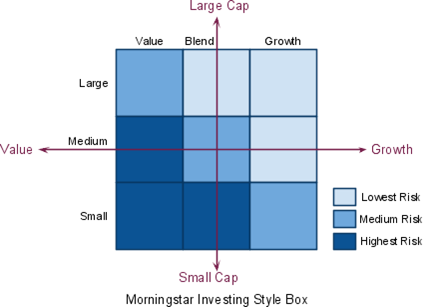 Large Cap
Value Blend Growth
Large
Medium
Value Growth
Small
Lowest Risk
Medium Risk
Highest Risk
Small Cap
Morningstar Investing Style Box